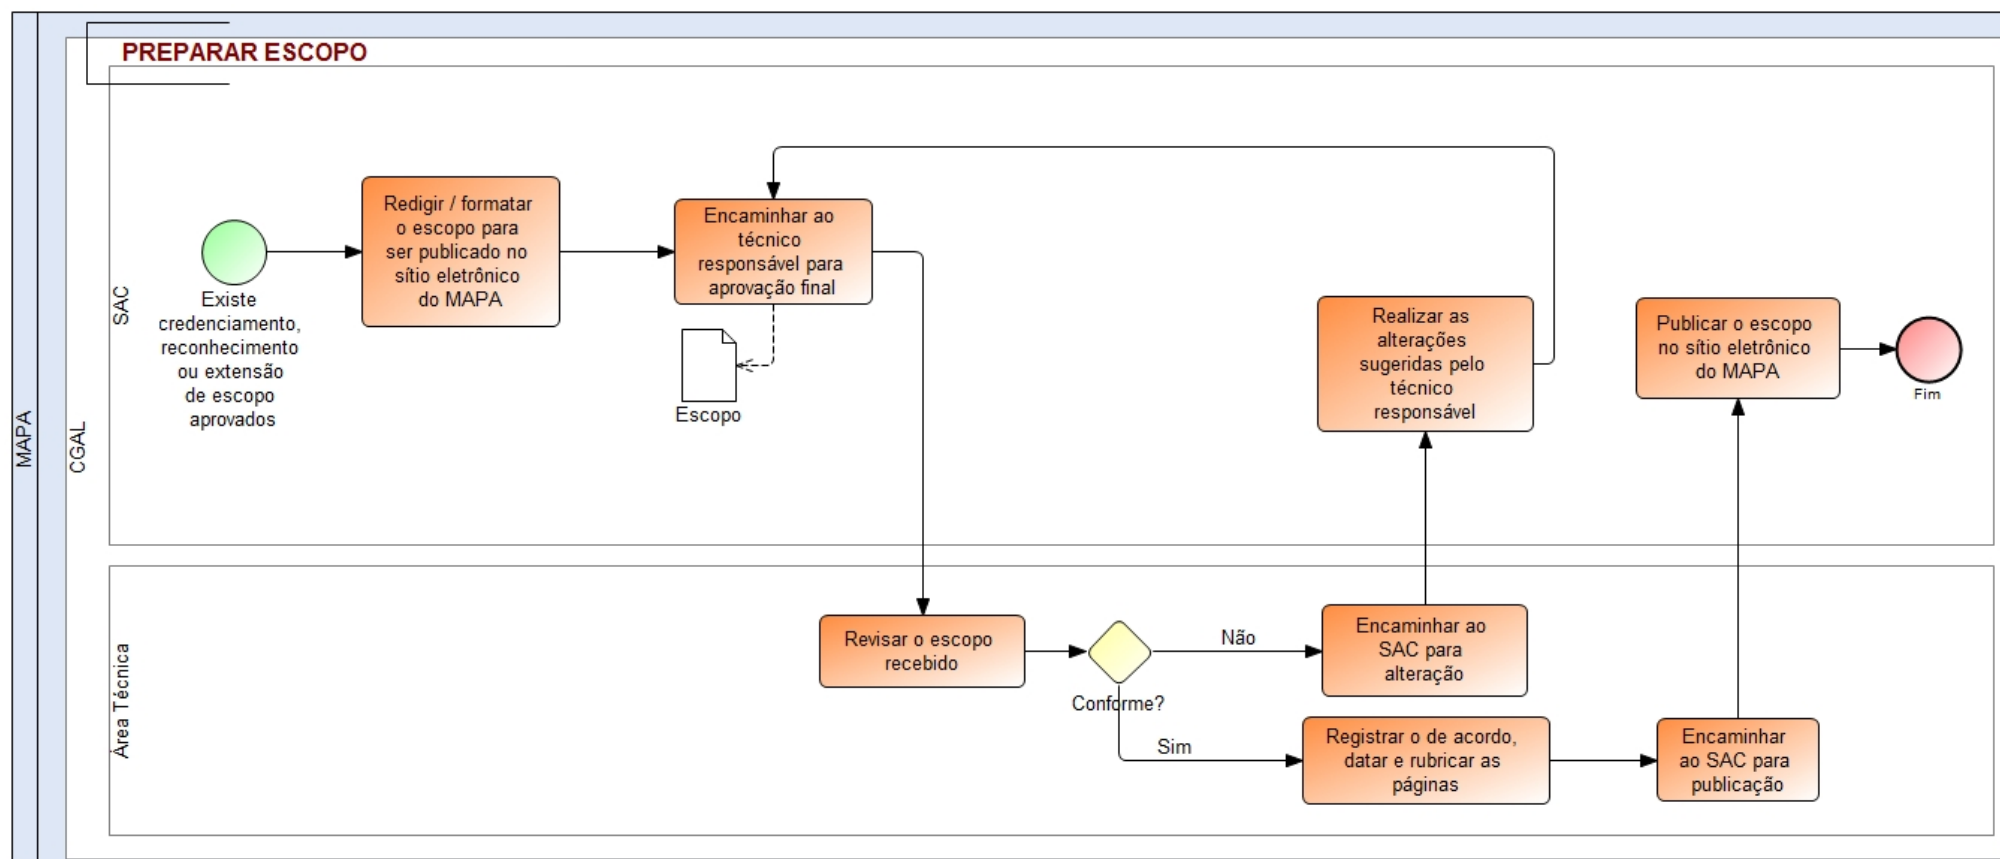 PREPARAR ESCOPO
MAPA
CGAL
SAC
Existe
credenciamento,
reconhecimento
ou extensão
de escopo
aprovados
Redigir / formatar
o escopo para
ser publicado no
sítio eletrônico
do MAPA
Encaminhar ao
técnico
responsável para
aprovação final
Escopo
Realizar as
alterações
sugeridas pelo
técnico
responsável
Publicar o escopo
no sítio eletrônico
do MAPA
Fim
Área Técnica
Revisar o escopo
recebido
Conforme?
Não
Encaminhar ao
SAC para
alteração
Sim
Registrar o de acordo,
datar e rubricar as
páginas
Encaminhar
ao SAC para
publicação